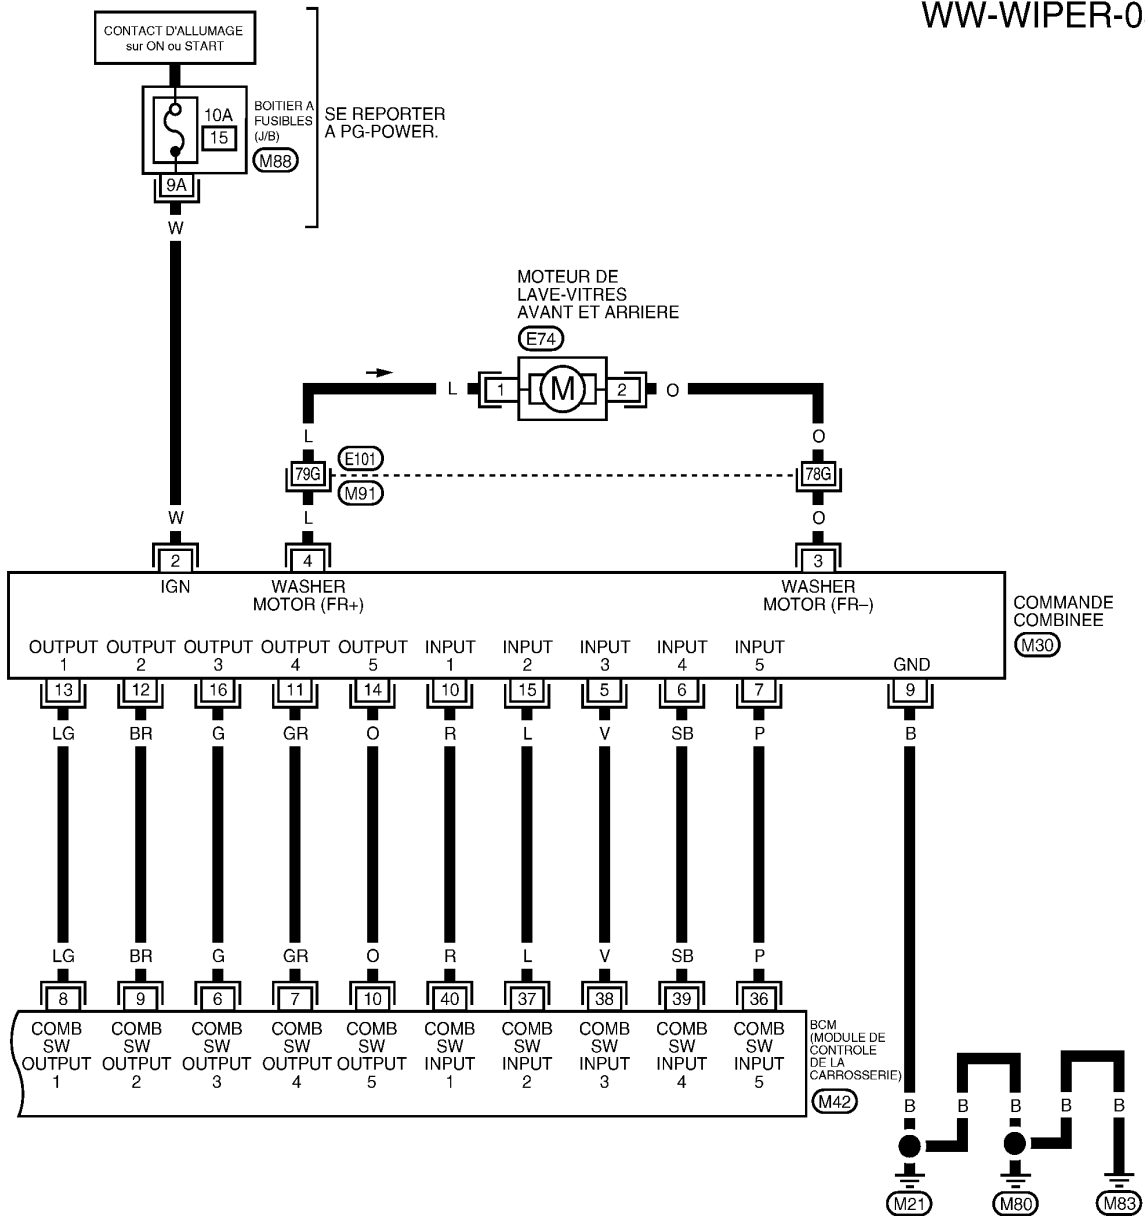 WW-WIPER-0
CONTACT D'ALLUMAGE
sur ON ou START
10A
15
BOITIER A
FUSIBLES
(J/B)
M88
SE REPORTER
A PG-POWER.
9A
W
MOTEUR DE
LAVE-VITRES
AVANT ET ARRIERE
E74
L 1 M 2 O
L O
79G E101 78G
M91
W L O
2 4 3
IGN WASHER WASHER
MOTOR (FR+) MOTOR (FR–)
COMMANDE
COMBINEE
M30
OUTPUT OUTPUT OUTPUT OUTPUT OUTPUT INPUT INPUT INPUT INPUT INPUT
1 2 3 4 5 1 2 3 4 5 GND
13 12 16 11 14 10 15 5 6 7 9
LG BR G GR O R L V SB P B
LG BR G GR O R L V SB P
8 9 6 7 10 40 37 38 39 36
COMB COMB COMB COMB COMB COMB COMB COMB COMB COMB
SW SW SW SW SW SW SW SW SW SW
OUTPUT OUTPUT OUTPUT OUTPUT OUTPUT INPUT INPUT INPUT INPUT INPUT
1 2 3 4 5 1 2 3 4 5
BCM
(MODULE DE
CONTROLE
DE LA
CARROSSERIE)
M42
B B B B B
M21 M80 M83